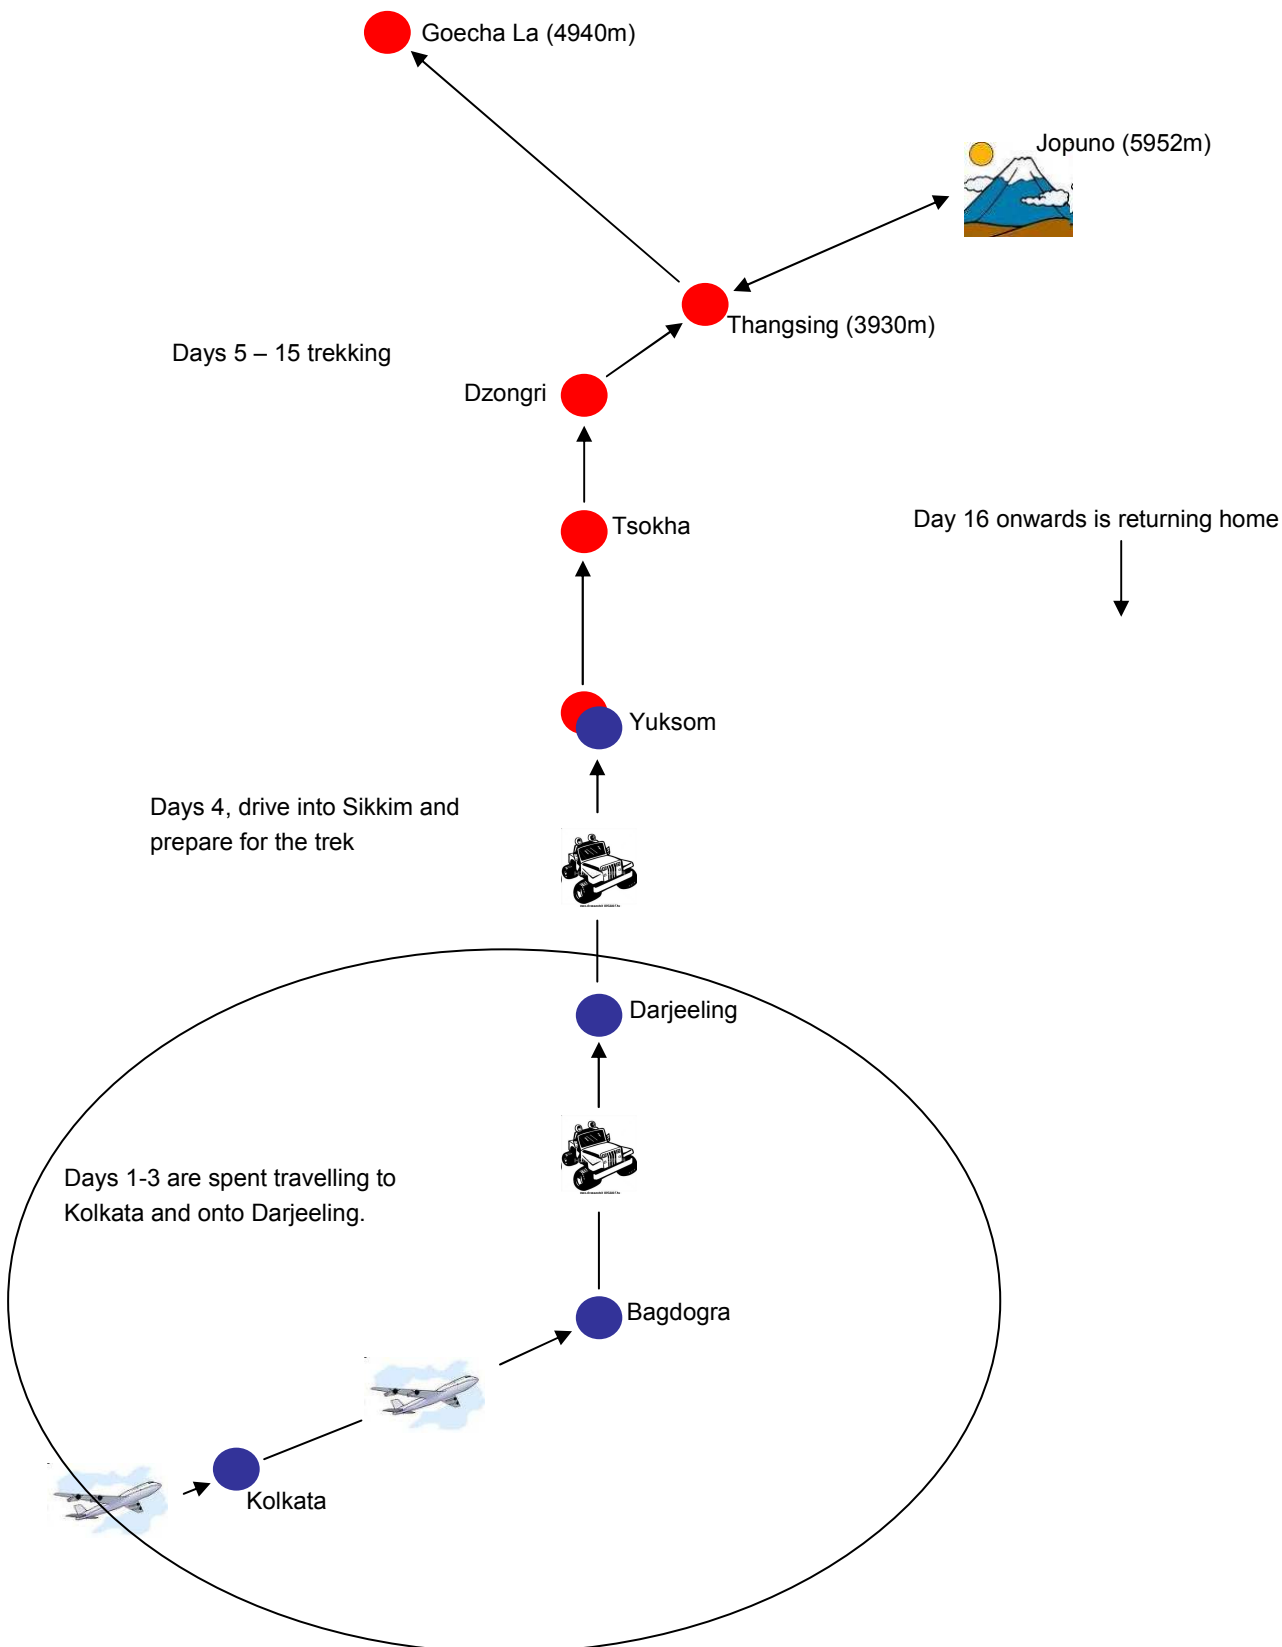 Goecha La (4940m)
Jopuno (5952m)
Thangsing (3930m)
Days 5 – 15 trekking
Dzongri
Day 16 onwards is returning home
Tsokha
Yuksom
Days 4, drive into Sikkim and
prepare for the trek
Darjeeling
Days 1-3 are spent travelling to
Kolkata and onto Darjeeling.
Bagdogra
Kolkata